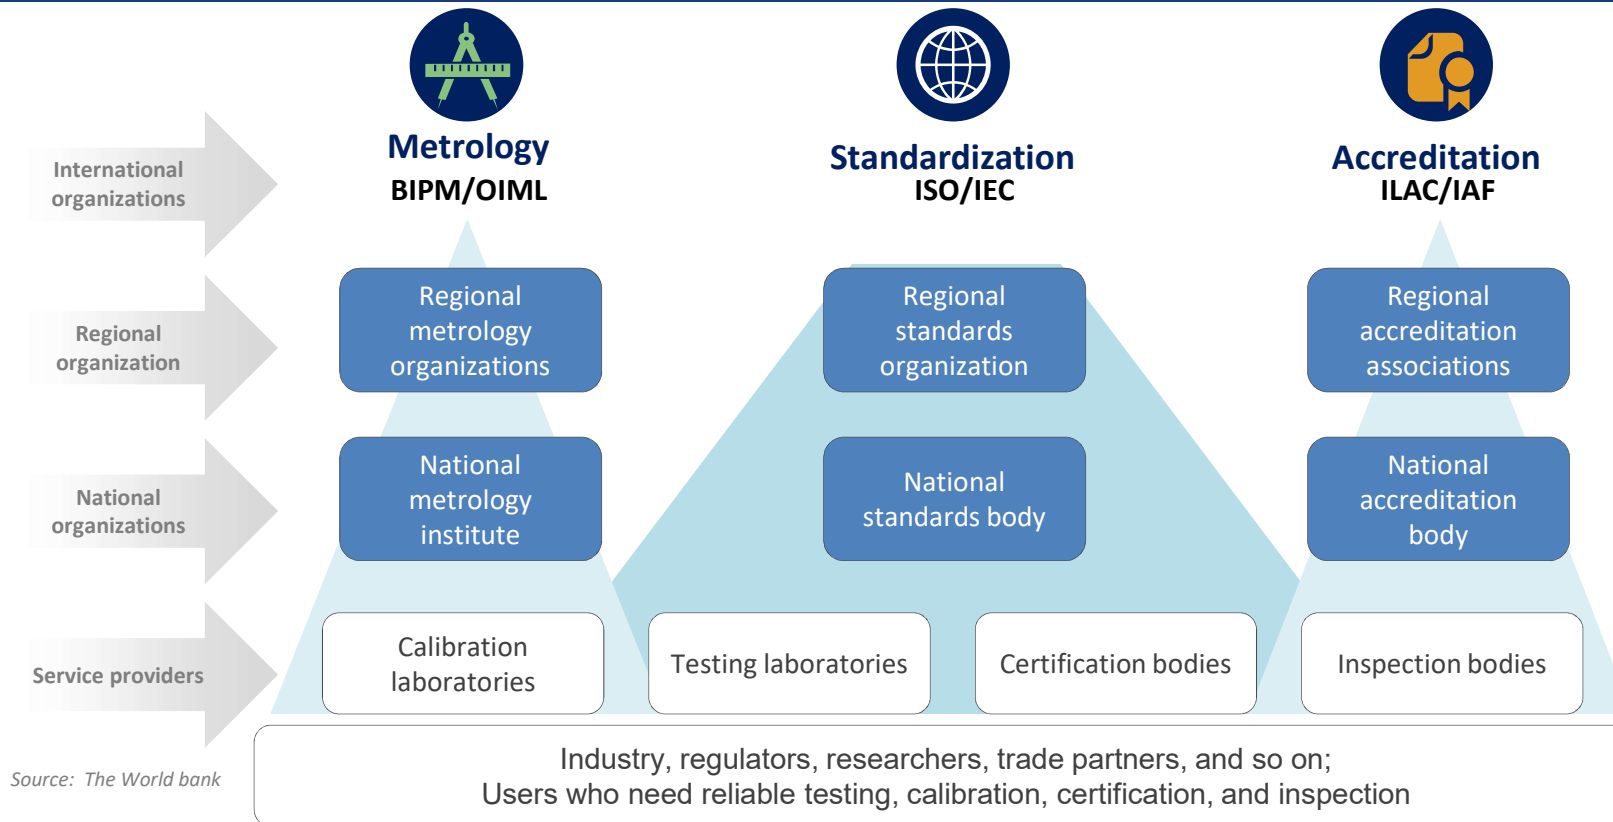 Metrology
BIPM/OIML
Standardization
ISO/IEC
Accreditation
ILAC/IAF
International
organizations
Regional
organization
Regional
metrology
organizations
Regional
standards
organization
Regional
accreditation
associations
National
organizations
National
metrology
institute
National
standards body
National
accreditation
body
Service providers
Calibration
laboratories
Testing laboratories
Certification bodies
Inspection bodies
Industry, regulators, researchers, trade partners, and so on;
Users who need reliable testing, calibration, certification, and inspection
Source: The World bank